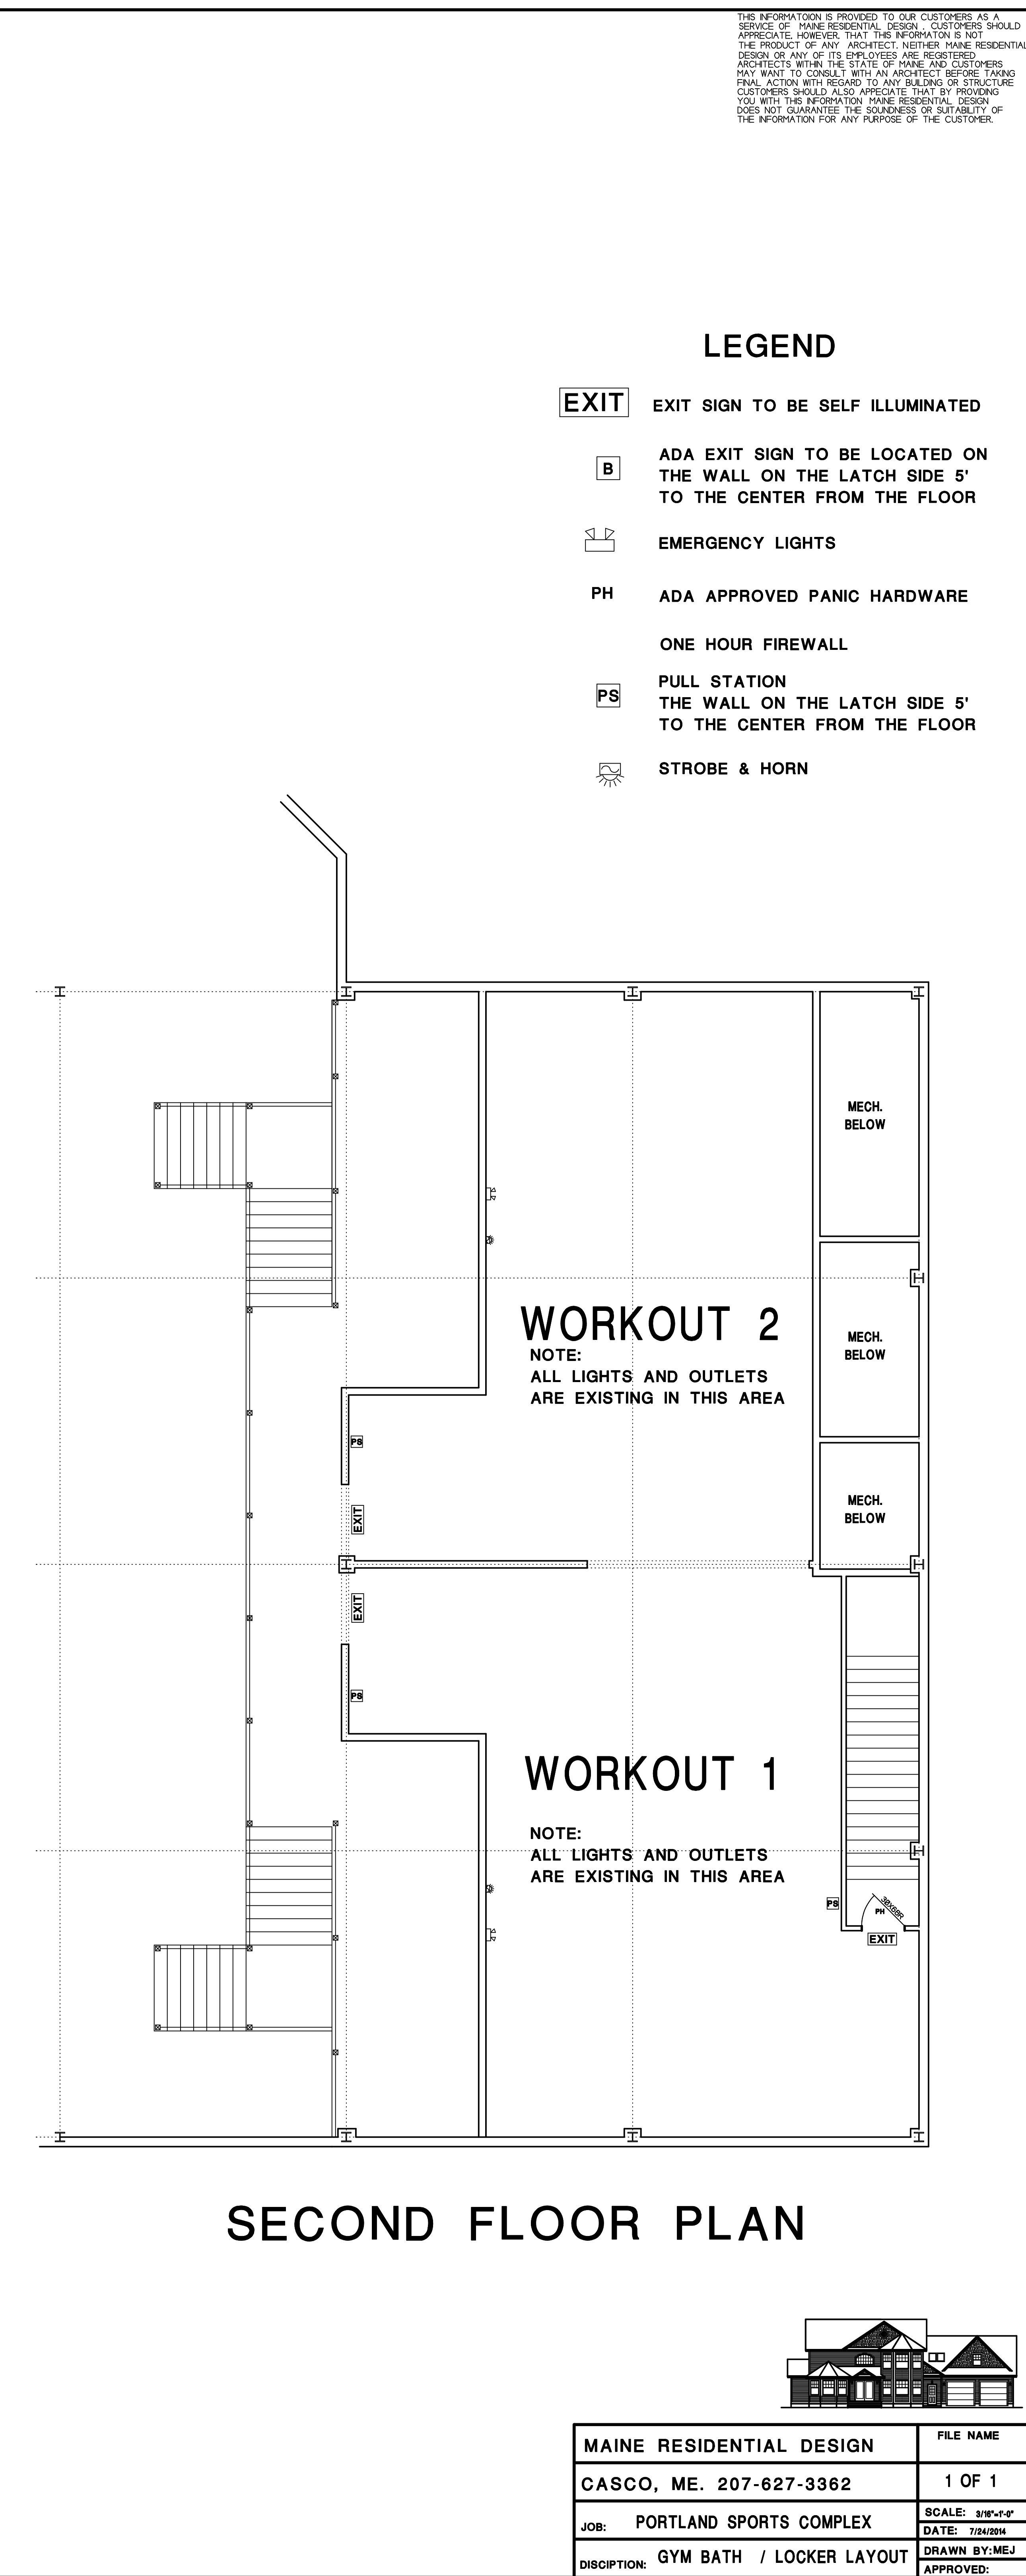 THIS INFORMATOION IS PROVIDED TO OUR CUSTOMERS AS A
SERVICE OF MAINE RESIDENTIAL DESIGN , CUSTOMERS SHOULD
APPRECIATE, HOWEVER, THAT THIS INFORMATON IS NOT
THE PRODUCT OF ANY ARCHITECT. NEITHER MAINE RESIDENTIAL
DESIGN OR ANY OF ITS EMPLOYEES ARE REGISTERED
ARCHITECTS WITHIN THE STATE OF MAINE AND CUSTOMERS
MAY WANT TO CONSULT WITH AN ARCHITECT BEFORE TAKING
FINAL ACTION WITH REGARD TO ANY BUILDING OR STRUCTURE
CUSTOMERS SHOULD ALSO APPECIATE THAT BY PROVIDING
YOU WITH THIS INFORMATION MAINE RESIDENTIAL DESIGN
DOES NOT GUARANTEE THE SOUNDNESS OR SUITABILITY OF
THE INFORMATION FOR ANY PURPOSE OF THE CUSTOMER.
LEGEND
EXIT EXIT SIGN TO BE SELF ILLUMINATED
B ADA EXIT SIGN TO BE LOCATED ON
THE WALL ON THE LATCH SIDE 5'
TO THE CENTER FROM THE FLOOR
EMERGENCY LIGHTS
PH ADA APPROVED PANIC HARDWARE
ONE HOUR FIREWALL
PS PULL STATION
THE WALL ON THE LATCH SIDE 5'
TO THE CENTER FROM THE FLOOR
STROBE & HORN
MECH.
BELOW
WORKOUT 2
NOTE:
ALL LIGHTS AND OUTLETS
ARE EXISTING IN THIS AREA
MECH.
BELOW
PS
EXIT
MECH.
BELOW
EXIT
PS
WORKOUT 1
NOTE:
ALL LIGHTS AND OUTLETS
ARE EXISTING IN THIS AREA
PS
PH
30X68R
EXIT
SECOND FLOOR PLAN
MAINE RESIDENTIAL DESIGN
FILE NAME
CASCO, ME. 207-627-3362
1 OF 1
JOB: PORTLAND SPORTS COMPLEX
SCALE: 3/16"=1'-0"
DATE: 7/24/2014
DISCIPTION: GYM BATH / LOCKER LAYOUT
DRAWN BY:MEJ
APPROVED: